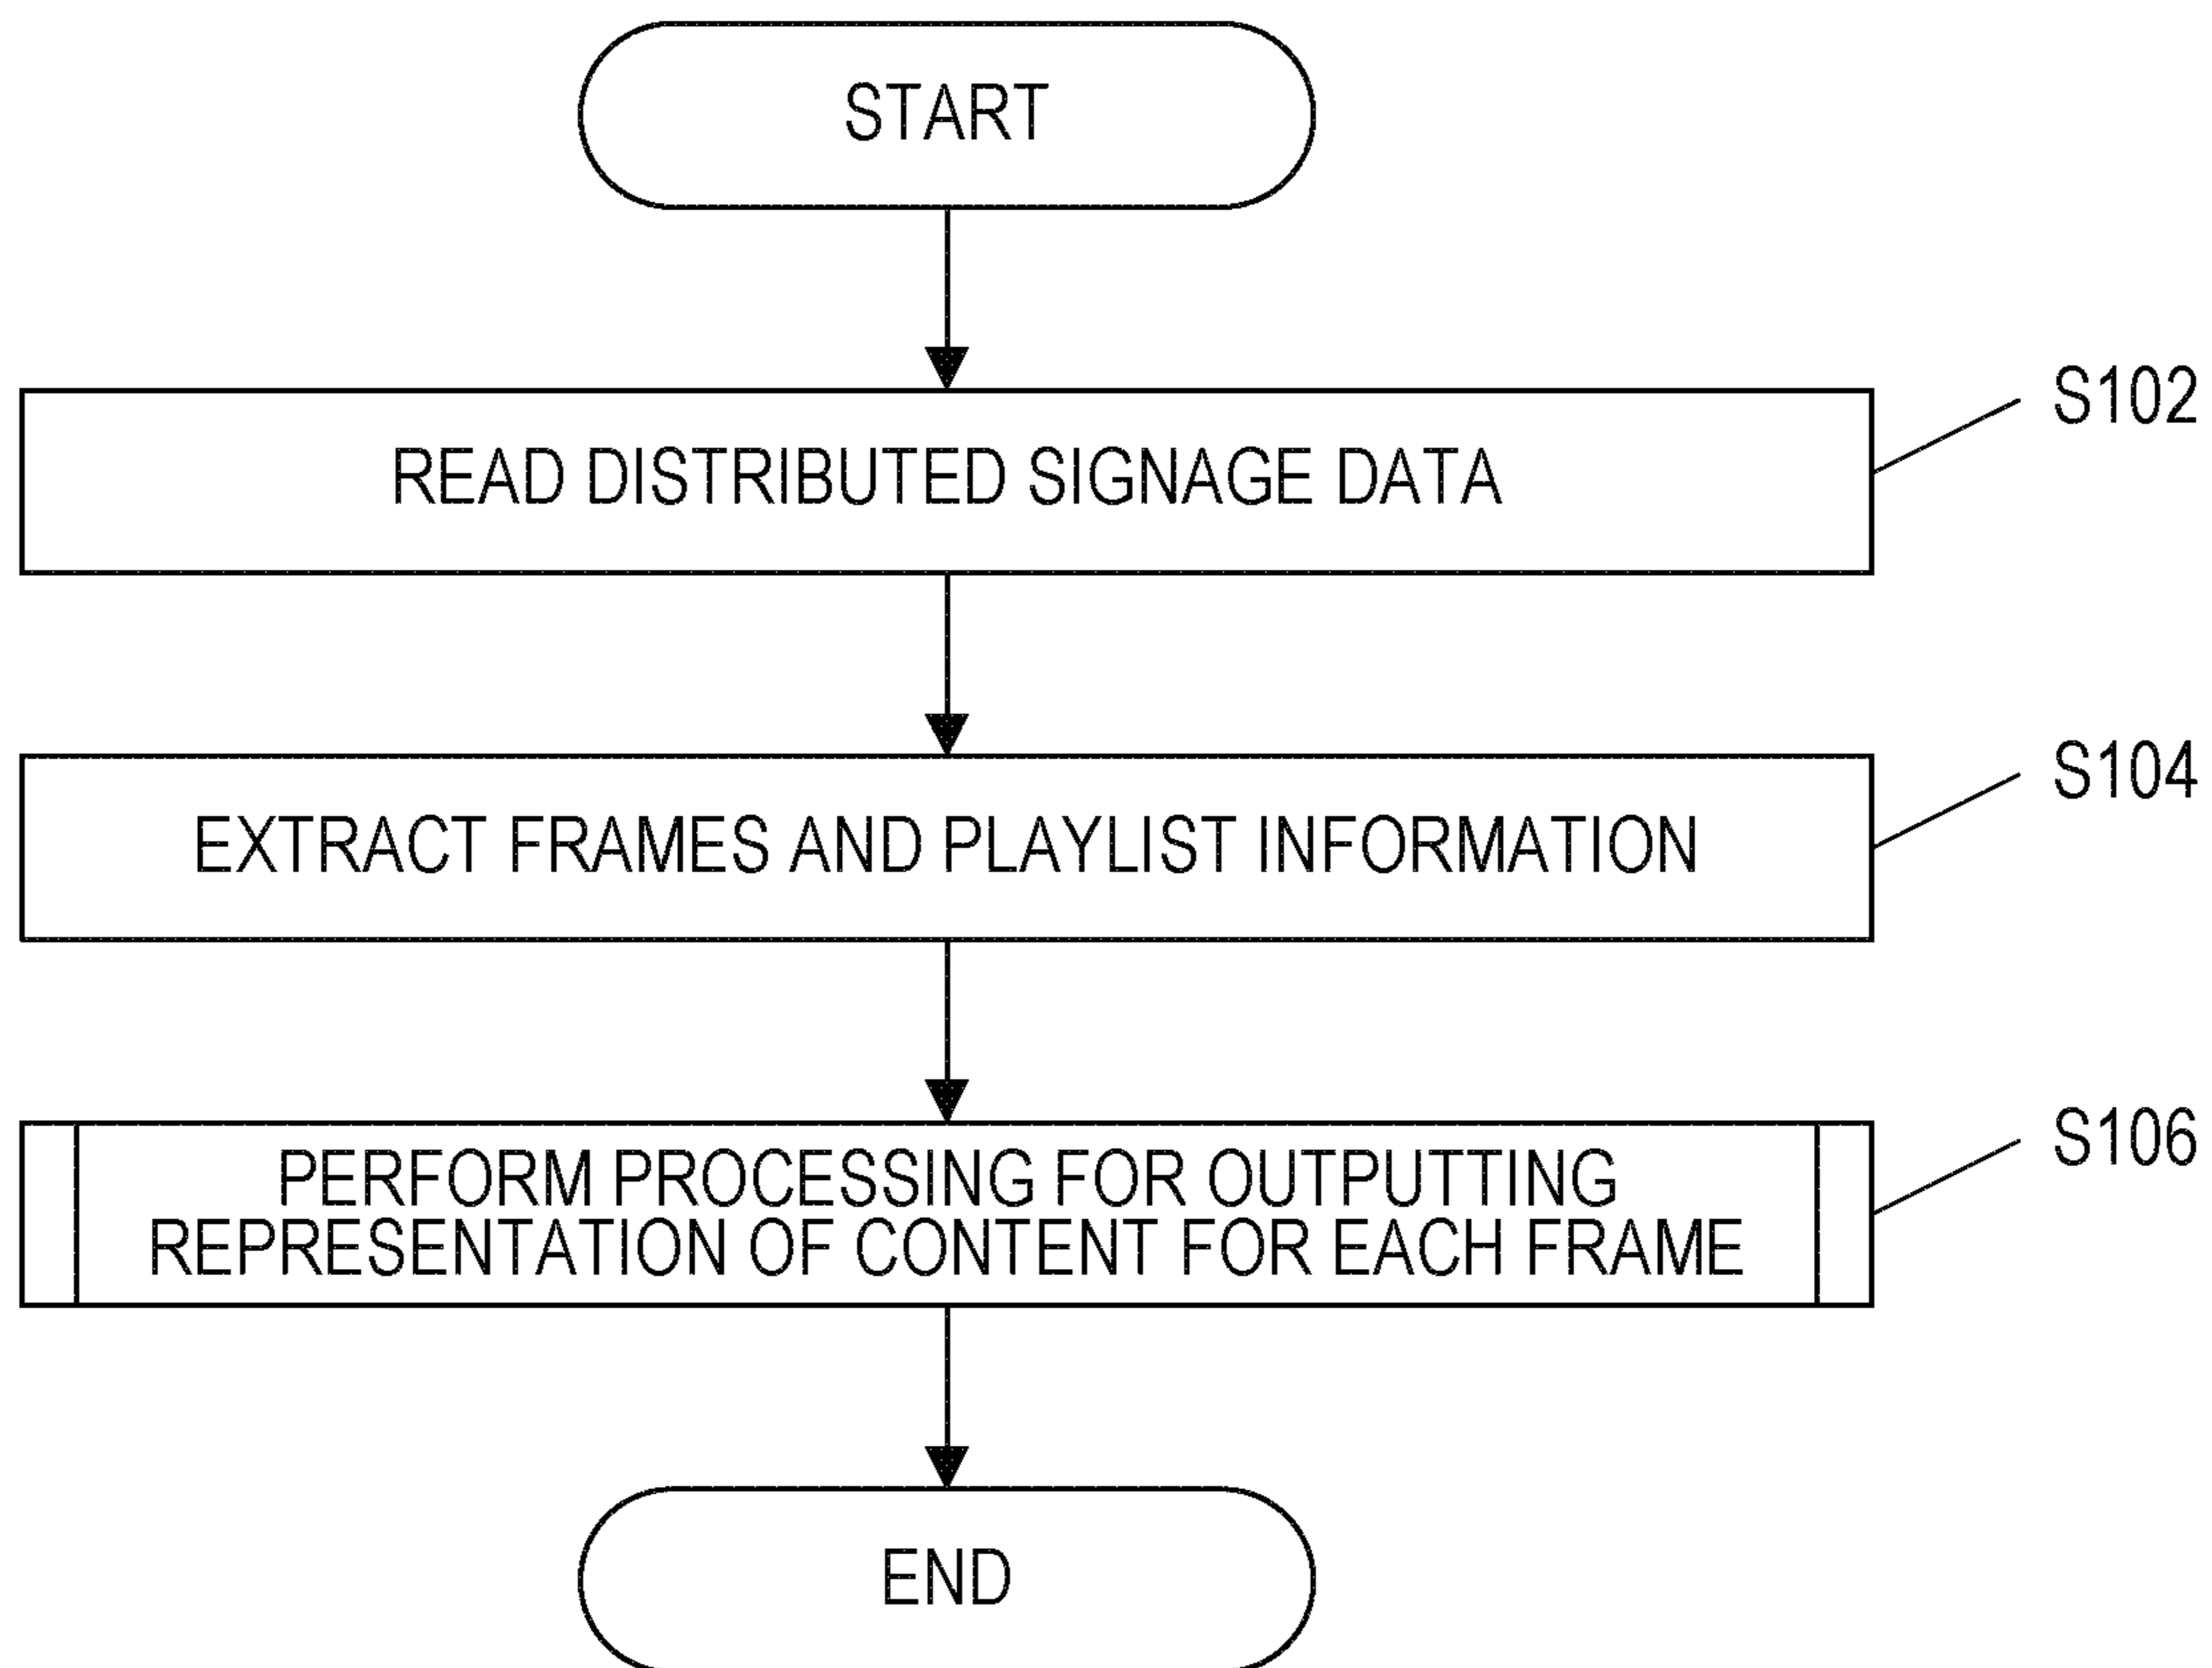 START
S102
READ DISTRIBUTED SIGNAGE DATA
S104
EXTRACT FRAMES AND PLAYLIST INFORMATION
S106
PERFORM PROCESSING FOR OUTPUTTING
REPRESENTATION OF CONTENT FOR EACH FRAME
END